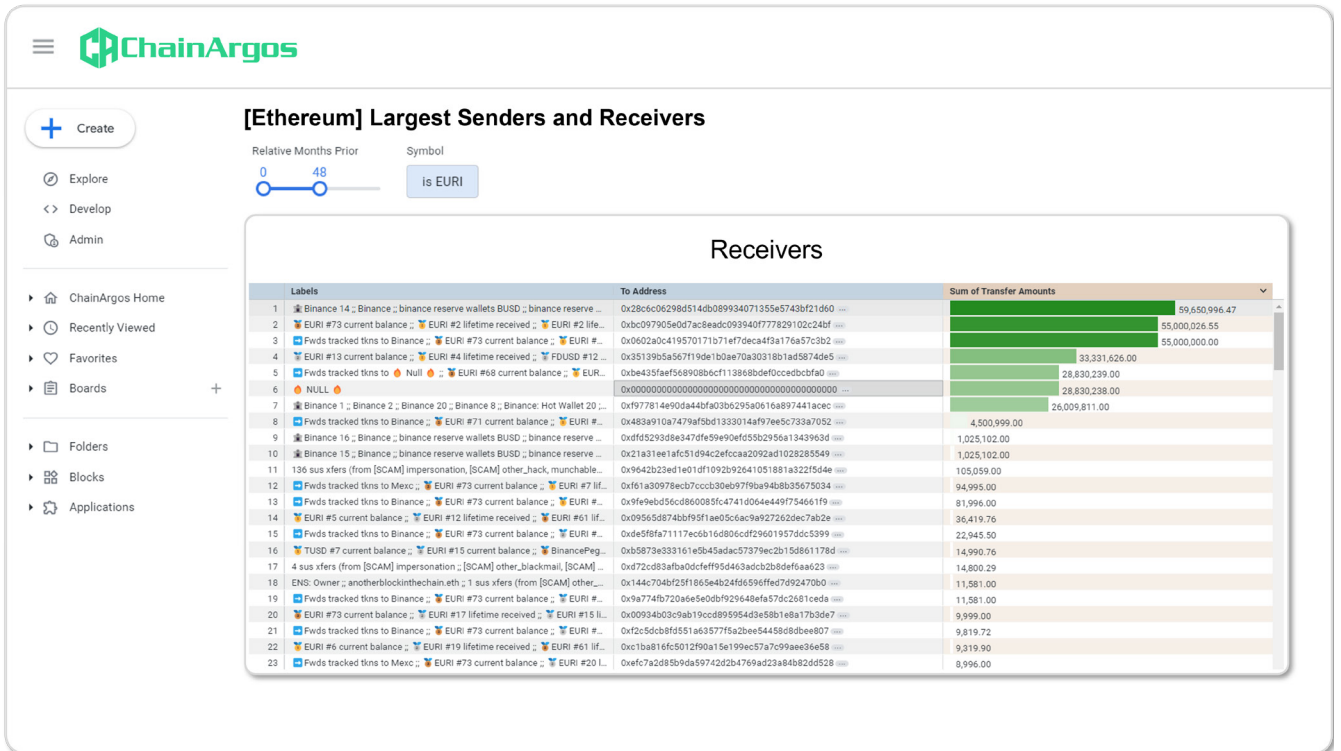 ChainArgos
Create
Explore
Develop
Admin
ChainArgos Home
Recently Viewed
Favorites
Boards
Folders
Blocks
Applications
[Ethereum] Largest Senders and Receivers
Relative Months Prior Symbol
0 48
is EURI
Receivers
Labels To Address Sum of Transfer Amounts
1 Binance 14 ;; Binance ;; binance reserve wallets BUSD ;; binance reserve ... 0x28c6c06298d514db089934071355e5743bf21d60 59,650,996.47
2 EURI #73 current balance ;; EURI #2 lifetime received ;; EURI #2 life... 0xbc097905e0d7ac8eadc093940f777829102c24bf 55,000,026.55
3 Fwds tracked tkns to Binance ;; EURI #73 current balance ;; EURI #... 0x0602a0c419570171b71ef7deca4f3a176a57c3b2 55,000,000.00
4 EURI #13 current balance ;; EURI #4 lifetime received ;; FDUSD #12 ... 0x35139b5a567f19de1b0ae70a30318b1ad5874de5 33,331,626.00
5 Fwds tracked tkns to 🔥 Null 🔥 ;; EURI #68 current balance ;; EUR... 0xbe435faef568908b6cf113868bdef0ccedbcbfa0 28,830,239.00
6 🔥 NULL 🔥 0x0000000000000000000000000000000000000000 28,830,238.00
7 Binance 1 ;; Binance 2 ;; Binance 20 ;; Binance 8 ;; Binance: Hot Wallet 20 ;... 0xf977814e90da44bfa03b6295a0616a897441acec 26,009,811.00
8 Fwds tracked tkns to Binance ;; EURI #71 current balance ;; EURI #... 0x483a910a7479af5bd1333014af97ee5c733a7052 4,500,999.00
9 Binance 16 ;; Binance ;; binance reserve wallets BUSD ;; binance reserve ... 0xdfd5293d8e347dfe59e90efd55b2956a1343963d 1,025,102.00
10 Binance 15 ;; Binance ;; binance reserve wallets BUSD ;; binance reserve ... 0x21a31ee1afc51d94c2efccaa2092ad1028285549 1,025,102.00
11 136 sus xfers (from [SCAM] impersonation, [SCAM] other_hack, munchable... 0x9642b23ed1e01df1092b92641051881a322f5d4e 105,059.00
12 Fwds tracked tkns to Mexc ;; EURI #73 current balance ;; EURI #7 lif... 0xf61a30978ecb7cccb30eb97f9ba94b8b35675034 94,995.00
13 Fwds tracked tkns to Binance ;; EURI #73 current balance ;; EURI #... 0x9fe9ebd56cd860085fc4741d064e449f754661f9 81,996.00
14 EURI #5 current balance ;; EURI #12 lifetime received ;; EURI #61 lif... 0x09565d874bbf95f1ae05c6ac9a927262dec7ab2e 36,419.76
15 Fwds tracked tkns to Binance ;; EURI #73 current balance ;; EURI #... 0xde5f8fa71117ec6b16d806cdf29601957ddc5399 22,945.50
16 TUSD #7 current balance ;; EURI #15 current balance ;; BinancePeg... 0xb5873e333161e5b45adac57379ec2b15d861178d 14,990.76
17 4 sus xfers (from [SCAM] impersonation ;; [SCAM] other_blackmail, [SCAM] ... 0xd72cd83afba0dcfeff95d463adcb2b8def6aa623 14,800.29
18 ENS: Owner ;; anotherblockinthechain.eth ;; 1 sus xfers (from [SCAM] other_... 0x144c704bf25f1865e4b24fd6596ffed7d92470b0 11,581.00
19 Fwds tracked tkns to Binance ;; EURI #73 current balance ;; EURI #... 0x9a774fb720a6e5e0dbf929648efa57dc2681ceda 11,581.00
20 EURI #73 current balance ;; EURI #17 lifetime received ;; EURI #15 li... 0x00934b03c9ab19ccd895954d3e58b1e8a17b3de7 9,999.00
21 Fwds tracked tkns to Binance ;; EURI #73 current balance ;; EURI #... 0xf2c5dcb8fd551a63577f5a2bee54458d8dbee807 9,819.72
22 EURI #6 current balance ;; EURI #19 lifetime received ;; EURI #61 lif... 0xc1ba816fc5012f90a15e199ec57a7c99aee36e58 9,319.90
23 Fwds tracked tkns to Mexc ;; EURI #73 current balance ;; EURI #20 l... 0xefc7a2d85b9da59742d2b4769ad23a84b82dd528 8,996.00